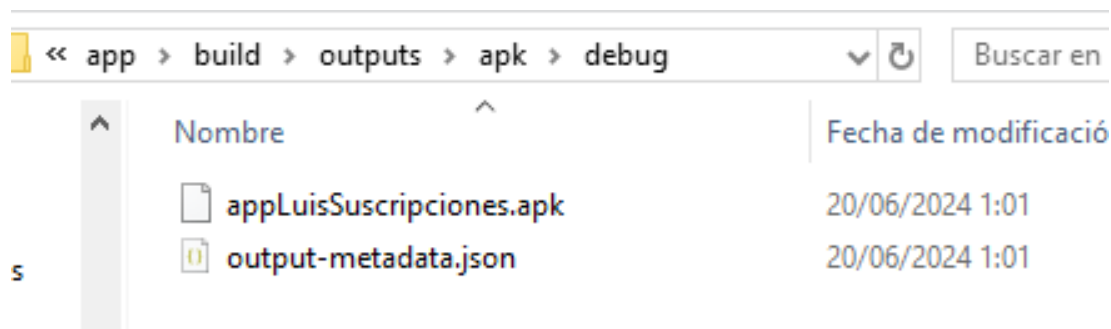 « app > build > outputs > apk > debug
Buscar en
Nombre
Fecha de modificació
appLuisSuscripciones.apk
20/06/2024 1:01
output-metadata.json
20/06/2024 1:01
s